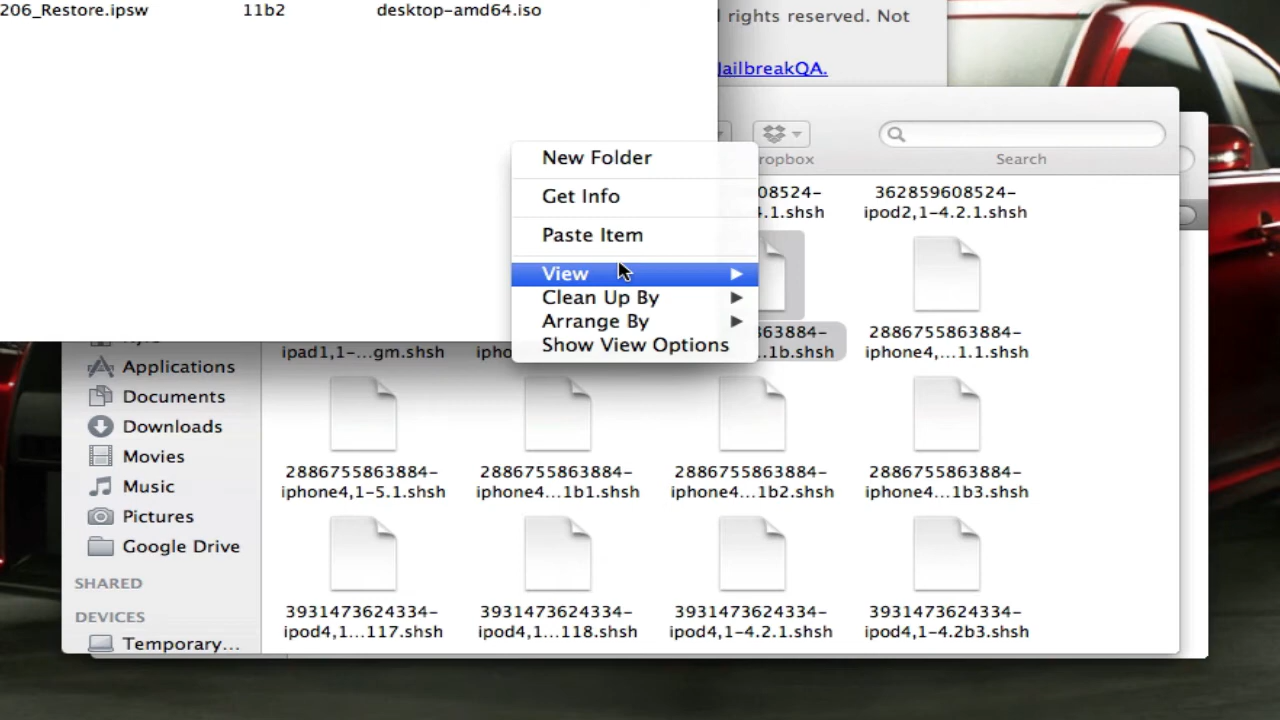 206_Restore.ipsw 11b2 desktop-amd64.iso
rights reserved. Not
JailbreakQA.
ropbox Search
New Folder
Get Info
Paste Item
View
Clean Up By
Arrange By
Show View Options
08524- 362859608524-
4.1.shsh ipod2,1-4.2.1.shsh
863884- 2886755863884-
ipad1,1-...gm.shsh ipho ...1b.shsh iphone4,...1.1.shsh
Applications
Documents
Downloads
Movies
Music
Pictures
Google Drive
SHARED
DEVICES
Temporary...
2886755863884- 2886755863884- 2886755863884- 2886755863884-
iphone4,1-5.1.shsh iphone4...1b1.shsh iphone4...1b2.shsh iphone4...1b3.shsh
3931473624334- 3931473624334- 3931473624334- 3931473624334-
ipod4,1...117.shsh ipod4,1...118.shsh ipod4,1-4.2.1.shsh ipod4,1-4.2b3.shsh